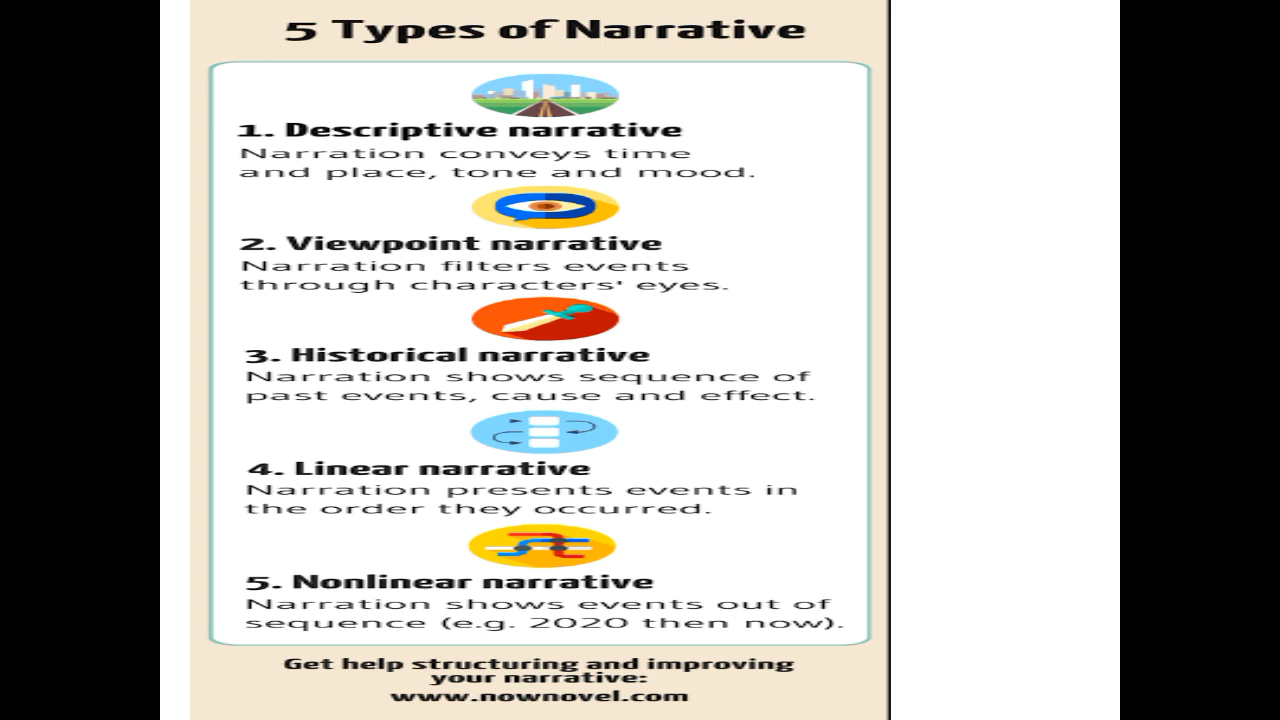 5 Types of Narrative
1. Descriptive narrative
Narration conveys time
and place, tone and mood.
2. Viewpoint narrative
Narration filters events
through characters' eyes.
3. Historical narrative
Narration shows sequence of
past events, cause and effect.
4. Linear narrative
Narration presents events in
the order they occurred.
5. Nonlinear narrative
Narration shows events out of
sequence (e.g. 2020 then now).
Get help structuring and improving
your narrative:
www.nownovel.com